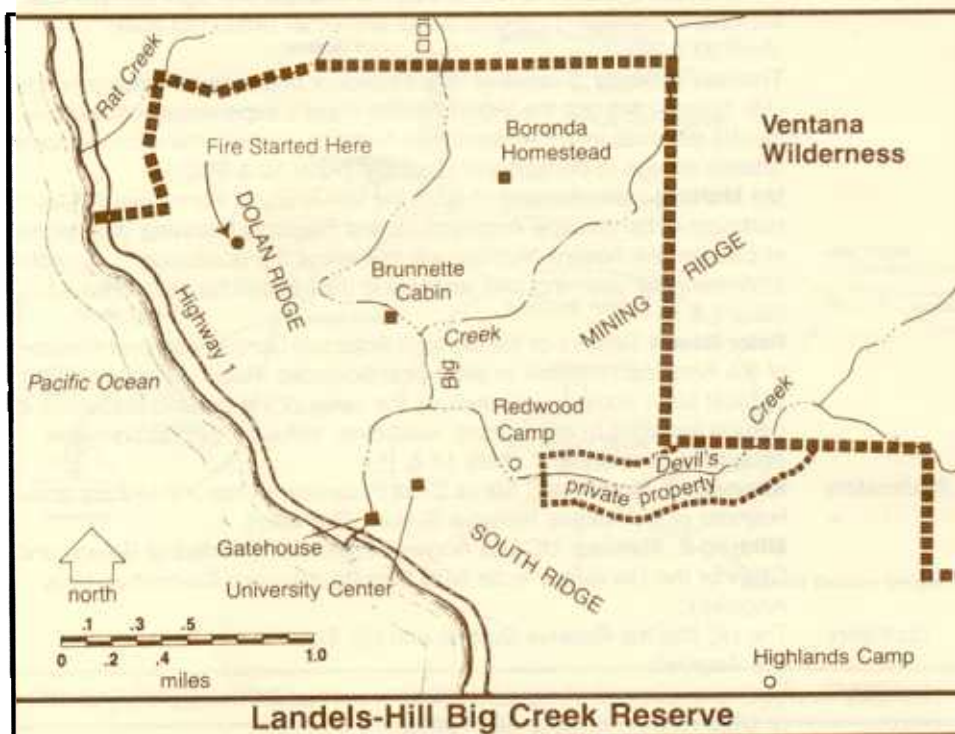 Rat Creek
Fire Started Here
Boronda
Homestead
Ventana
Wilderness
DOLAN RIDGE
Brunnette
Cabin
MINING RIDGE
Highway 1
Big Creek
Pacific Ocean
Redwood
Camp
Devil's Creek
private property
Gatehouse
University Center
SOUTH RIDGE
north
.1 .3 .5
0 .2 .4 1.0
miles
Highlands Camp
Landels-Hill Big Creek Reserve